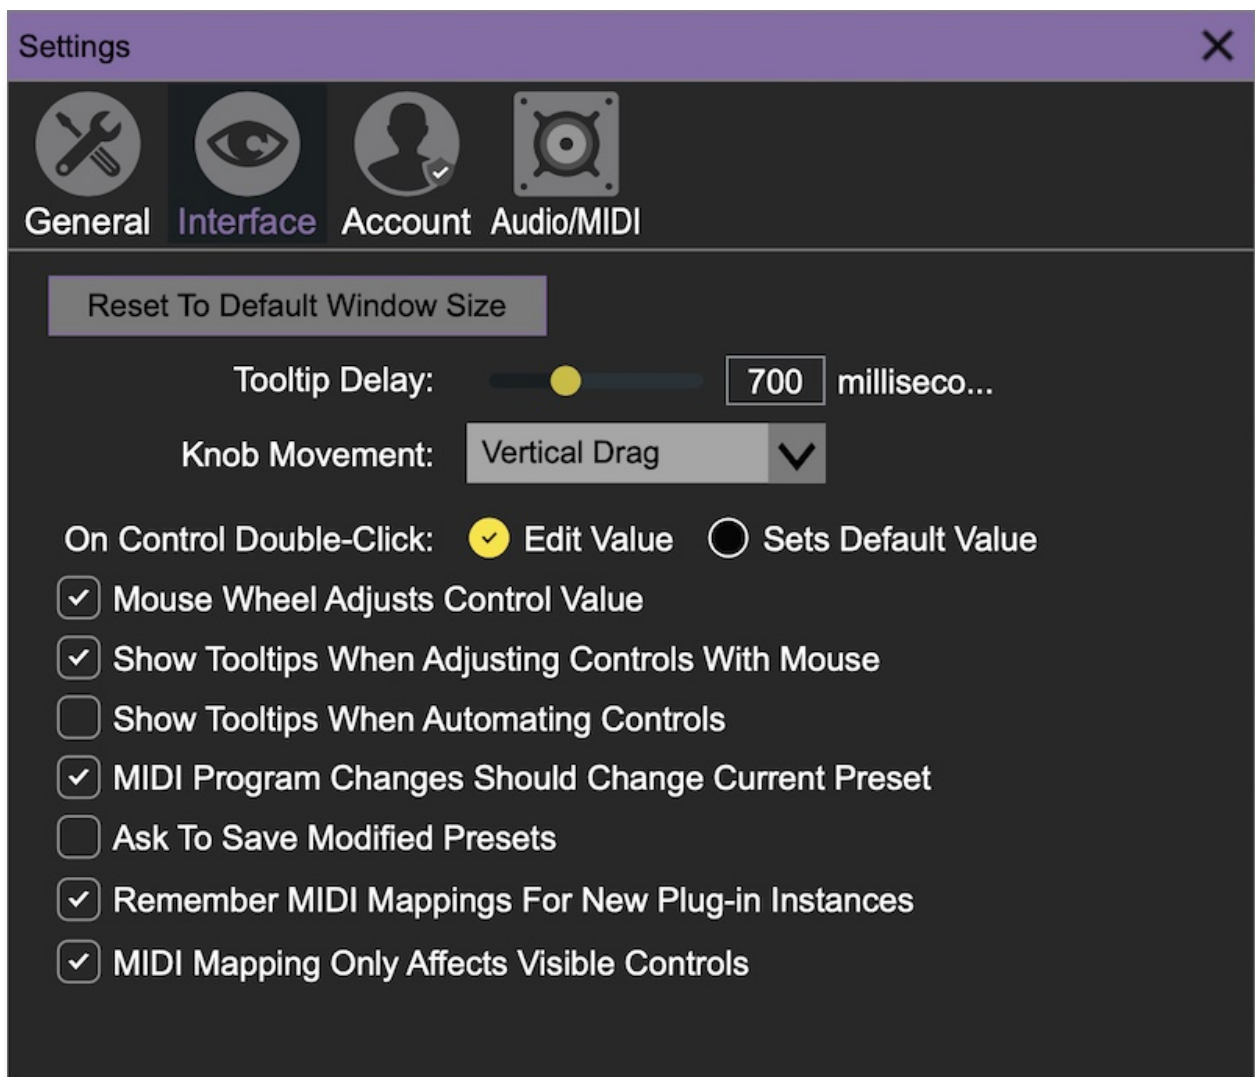 Settings
General Interface Account Audio/MIDI
Reset To Default Window Size
Tooltip Delay: 700 milliseco...
Knob Movement: Vertical Drag
On Control Double-Click: Edit Value Sets Default Value
Mouse Wheel Adjusts Control Value
Show Tooltips When Adjusting Controls With Mouse
Show Tooltips When Automating Controls
MIDI Program Changes Should Change Current Preset
Ask To Save Modified Presets
Remember MIDI Mappings For New Plug-in Instances
MIDI Mapping Only Affects Visible Controls